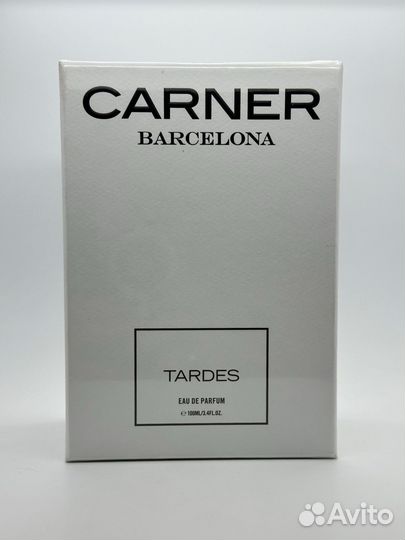 CARNER
BARCELONA
TARDES
EAU DE PARFUM
℮ 100ML/3.4FL.OZ.
Avito